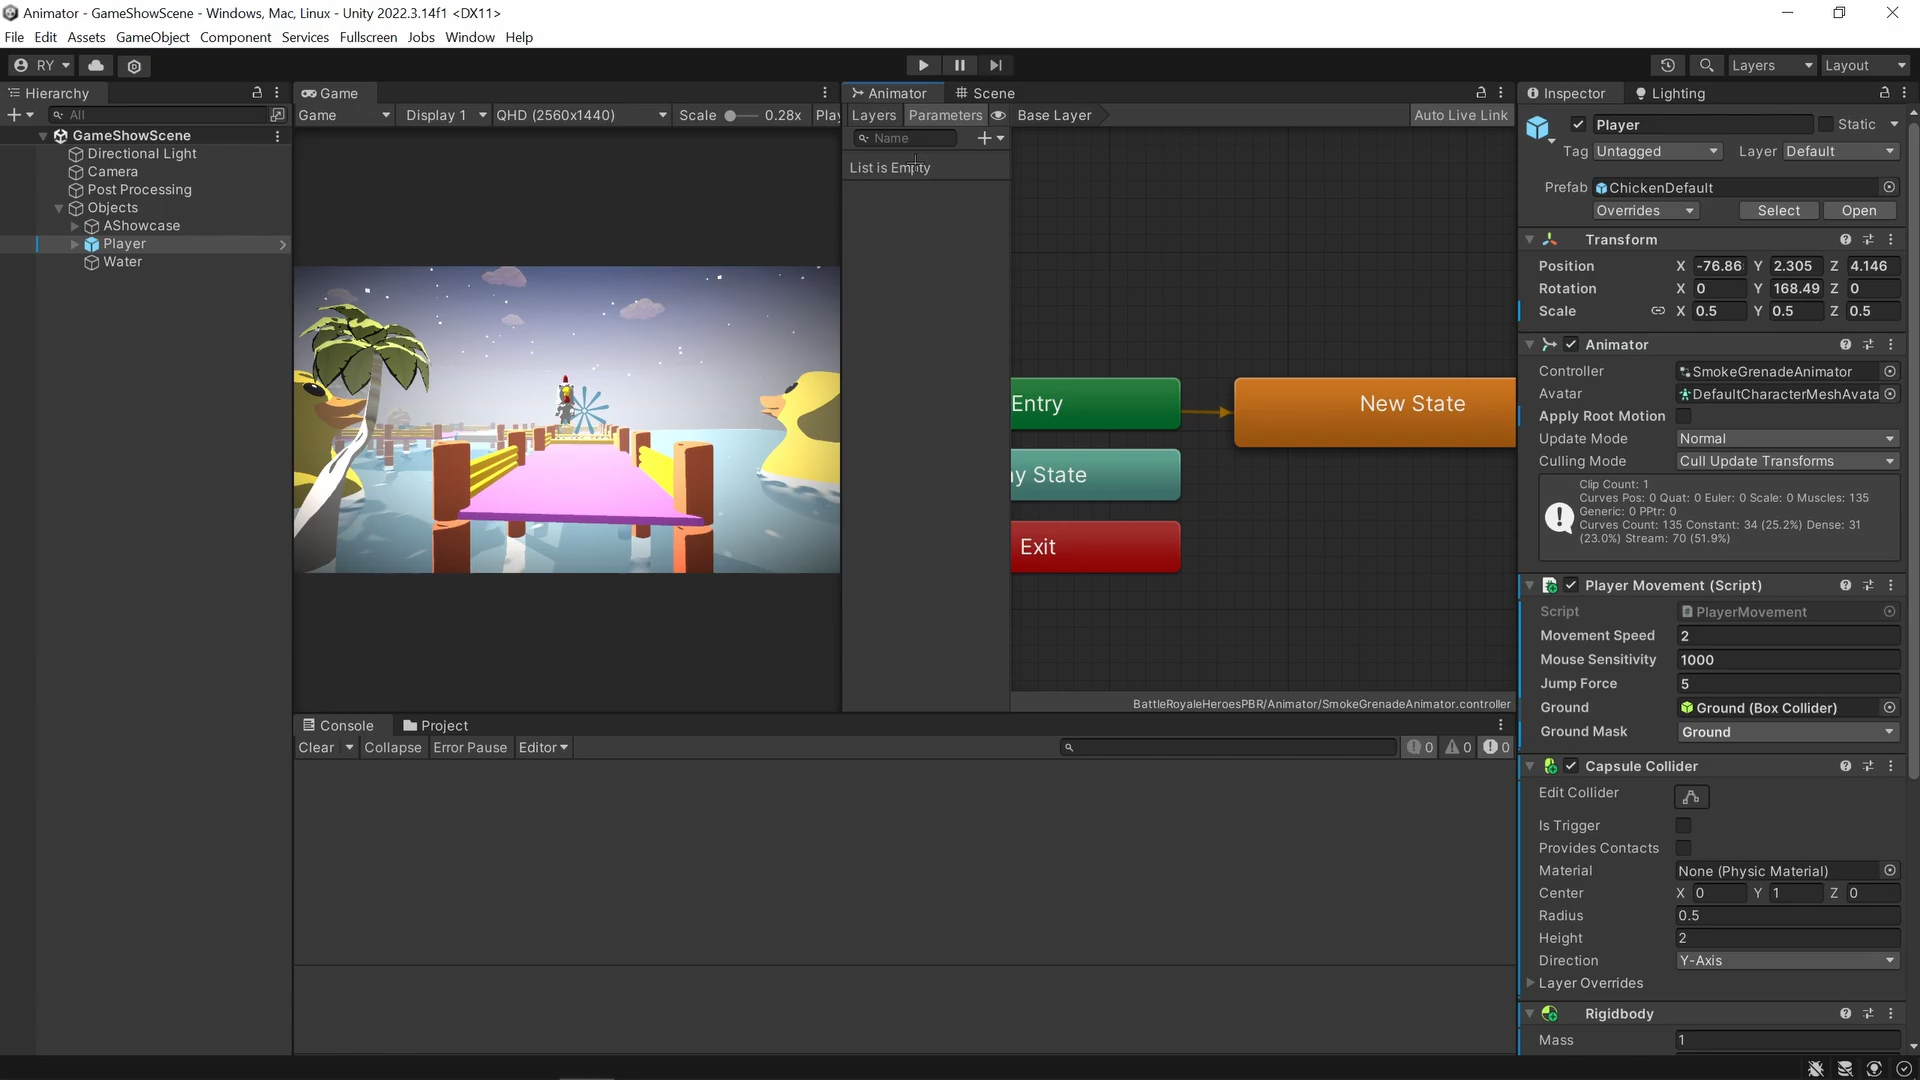 Animator - GameShowScene - Windows, Mac, Linux - Unity 2022.3.14f1 <DX11>
File Edit Assets GameObject Component Services Fullscreen Jobs Window Help
RY Layers Layout
Hierarchy
All
GameShowScene
Directional Light
Camera
Post Processing
Objects
AShowcase
Player
Water
Game
Game Display 1 QHD (2560x1440) Scale 0.28x Play
Animator Scene
Layers Parameters Base Layer Auto Live Link
Name
List is Empty
Entry
New State
ny State
Exit
BattleRoyaleHeroesPBR/Animator/SmokeGrenadeAnimator.controller
Console Project
Clear Collapse Error Pause Editor 0 0 0
Inspector Lighting
Player Static
Tag Untagged Layer Default
Prefab ChickenDefault
Overrides Select Open
Transform
Position X -76.86 Y 2.305 Z 4.146
Rotation X 0 Y 168.49 Z 0
Scale X 0.5 Y 0.5 Z 0.5
Animator
Controller SmokeGrenadeAnimator
Avatar DefaultCharacterMeshAvata
Apply Root Motion
Update Mode Normal
Culling Mode Cull Update Transforms
Clip Count: 1
Curves Pos: 0 Quat: 0 Euler: 0 Scale: 0 Muscles: 135
Generic: 0 PPtr: 0
Curves Count: 135 Constant: 34 (25.2%) Dense: 31
(23.0%) Stream: 70 (51.9%)
Player Movement (Script)
Script PlayerMovement
Movement Speed 2
Mouse Sensitivity 1000
Jump Force 5
Ground Ground (Box Collider)
Ground Mask Ground
Capsule Collider
Edit Collider
Is Trigger
Provides Contacts
Material None (Physic Material)
Center X 0 Y 1 Z 0
Radius 0.5
Height 2
Direction Y-Axis
Layer Overrides
Rigidbody
Mass 1